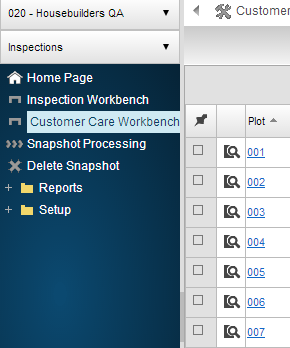 020 - Housebuilders QA
Inspections
Home Page
Inspection Workbench
Customer Care Workbench
Snapshot Processing
Delete Snapshot
Reports
Setup
Customer
Plot
001
002
003
004
005
006
007